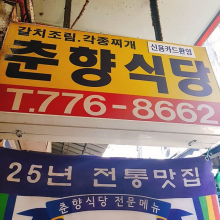 갈치조림, 각종찌개
신용카드환영
춘향식당
T.776-8662
25년 전통맛집
춘향식당 전문메뉴